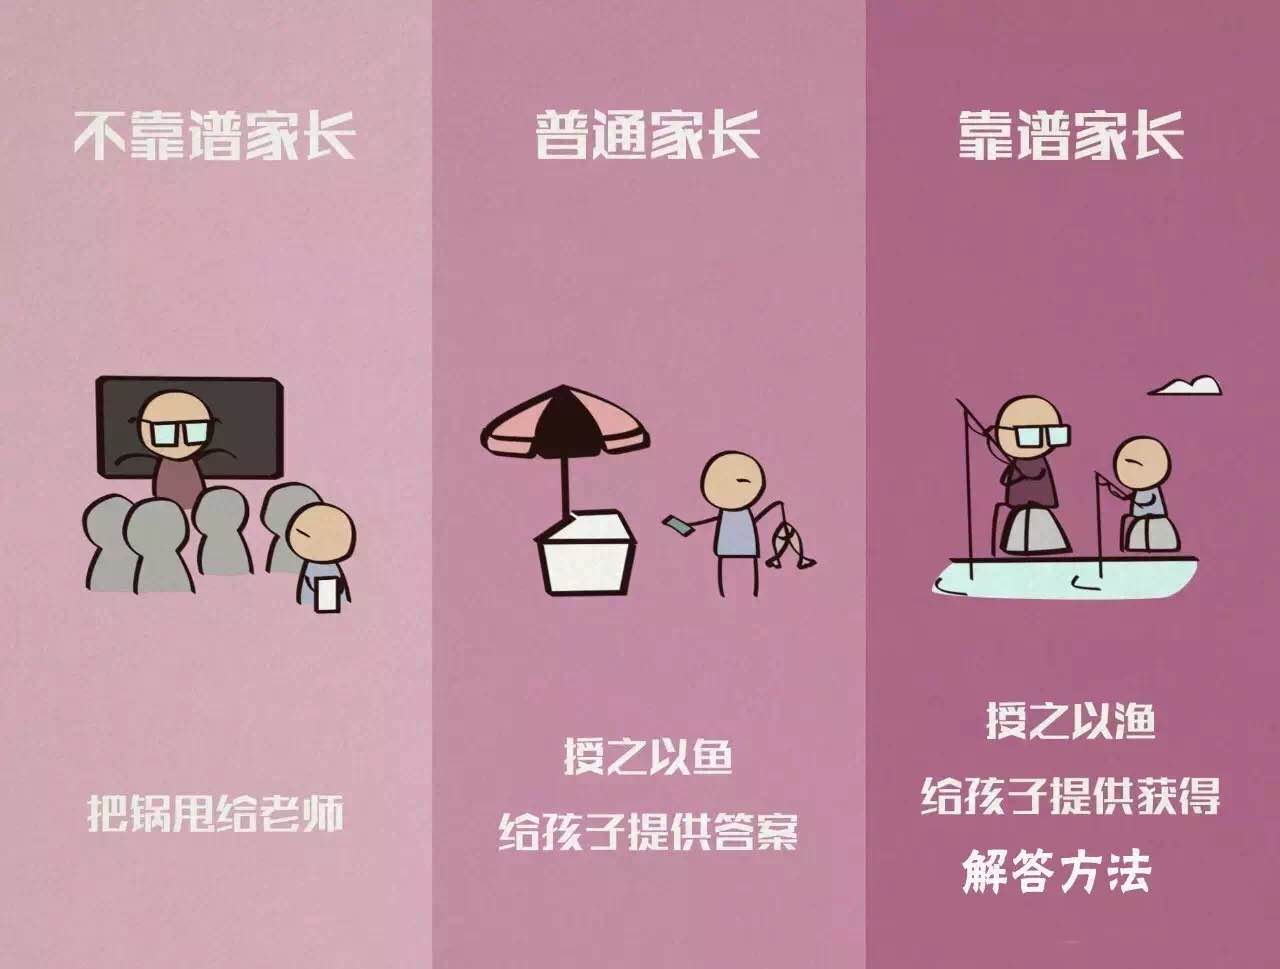 不靠谱家长
普通家长
靠谱家长
把锅甩给老师
授之以鱼
给孩子提供答案
授之以渔
给孩子提供获得
解答方法